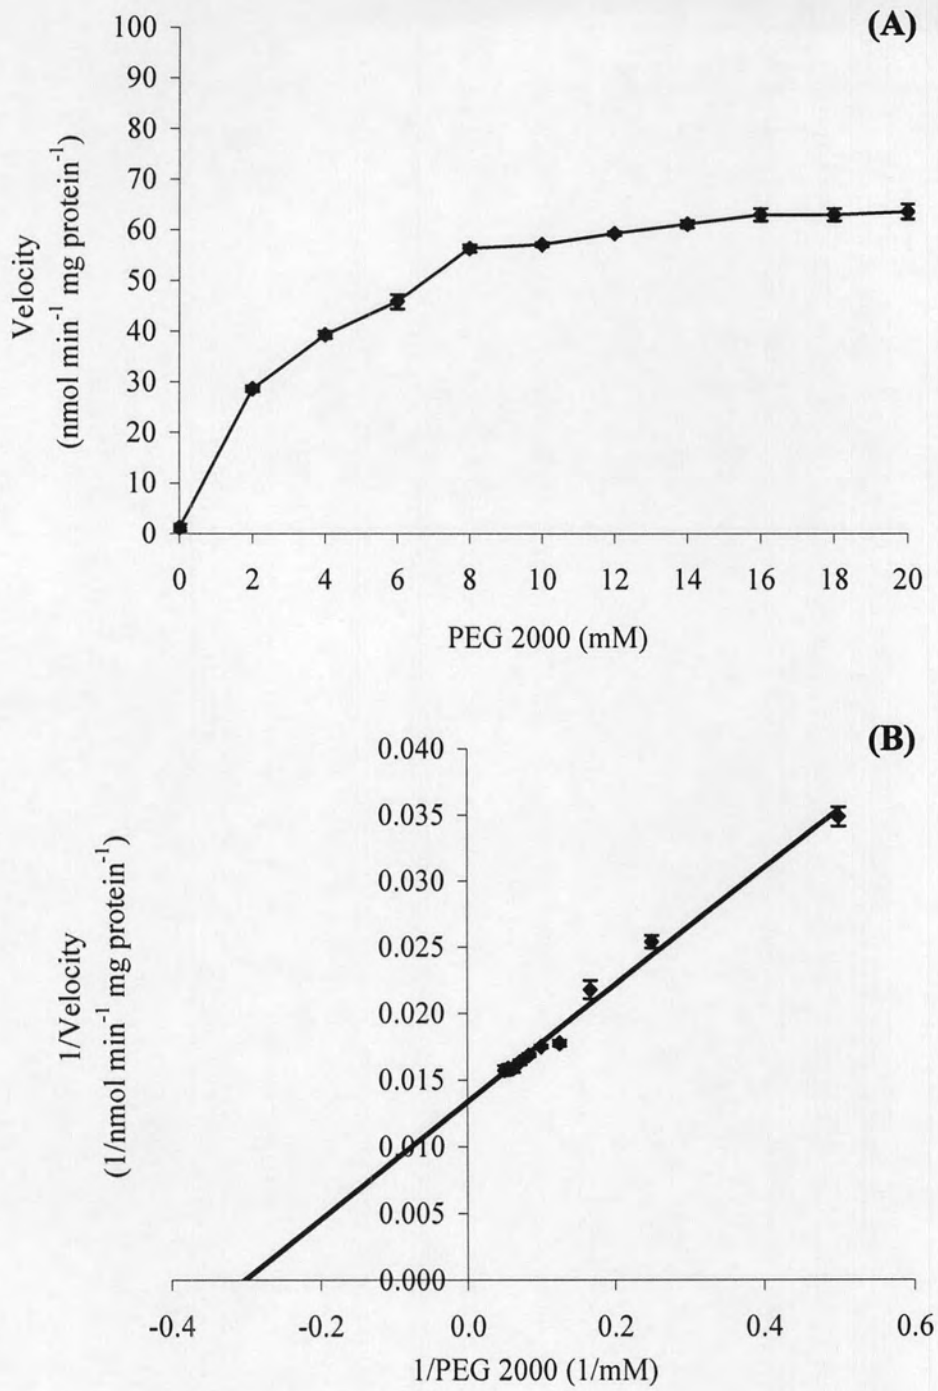 (A)
100
90
80
70
60
50
40
30
20
10
0
Velocity
(nmol min⁻¹ mg protein⁻¹)
0 2 4 6 8 10 12 14 16 18 20
PEG 2000 (mM)
(B)
0.040
0.035
0.030
0.025
0.020
0.015
0.010
0.005
0.000
1/Velocity
(1/nmol min⁻¹ mg protein⁻¹)
-0.4 -0.2 0.0 0.2 0.4 0.6
1/PEG 2000 (1/mM)